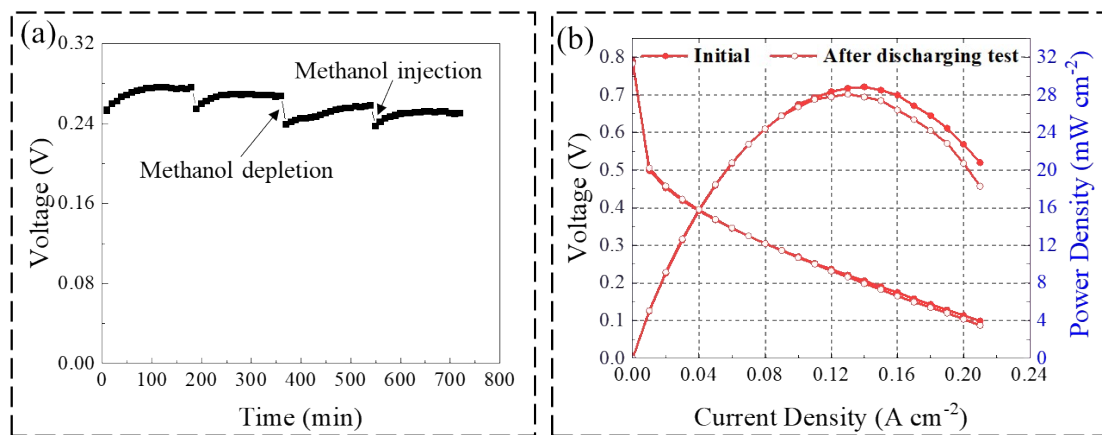 (a)
0.32
0.24
0.16
0.08
0.00
Voltage (V)
Methanol injection
Methanol depletion
0 100 200 300 400 500 600 700 800
Time (min)
(b)
Initial After discharging test
0.8
0.7
0.6
0.5
0.4
0.3
0.2
0.1
0.0
Voltage (V)
32
28
24
20
16
12
8
4
0
Power Density (mW cm⁻²)
0.00 0.04 0.08 0.12 0.16 0.20 0.24
Current Density (A cm⁻²)